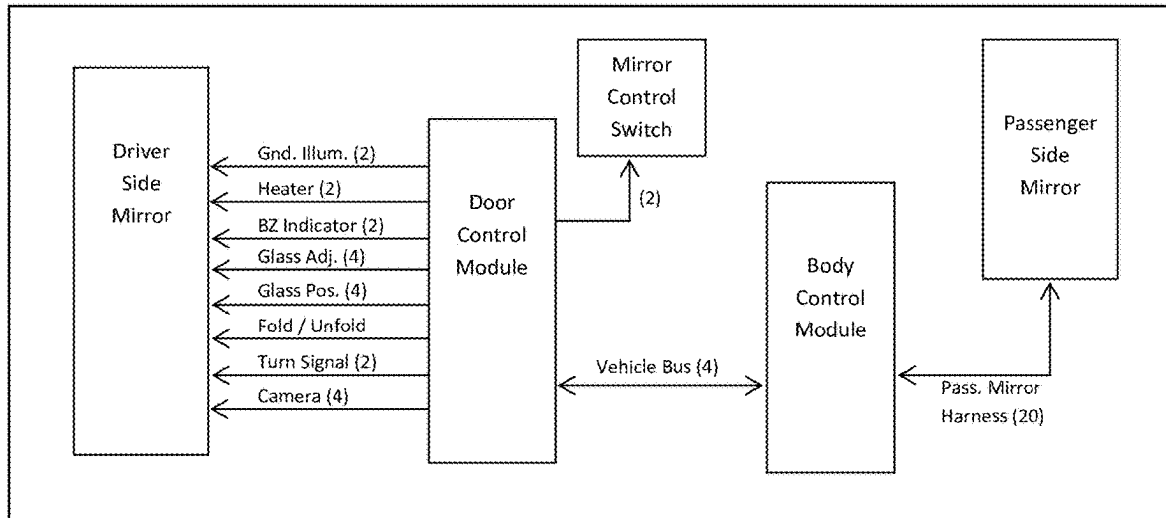 Driver
Side
Mirror
Gnd. Illum. (2)
Heater (2)
BZ Indicator (2)
Glass Adj. (4)
Glass Pos. (4)
Fold / Unfold
Turn Signal (2)
Camera (4)
Door
Control
Module
Mirror
Control
Switch
(2)
Vehicle Bus (4)
Body
Control
Module
Passenger
Side
Mirror
Pass. Mirror
Harness (20)